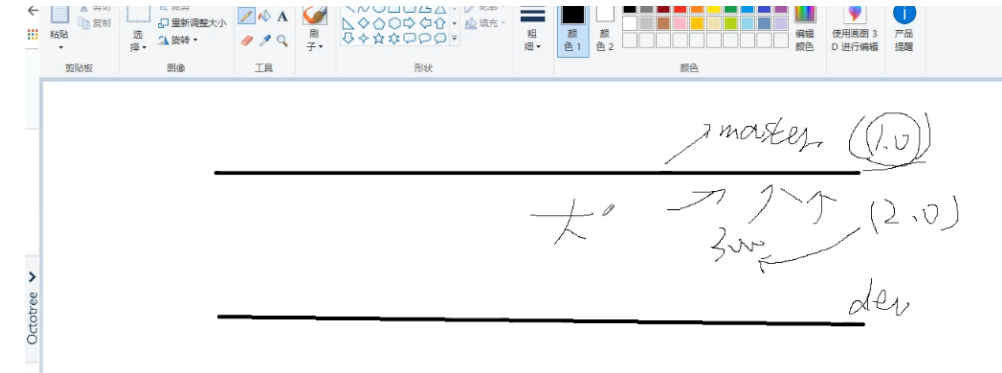 粘贴
复制
选
择
重新调整大小
旋转
A
刷
子
填充
粗
细
颜
色 1
颜
色 2
编辑
颜色
使用画图 3
D 进行编辑
产品
提醒
剪贴板
图像
工具
形状
颜色
master (1.0)
(2.0)
dev
Octotree